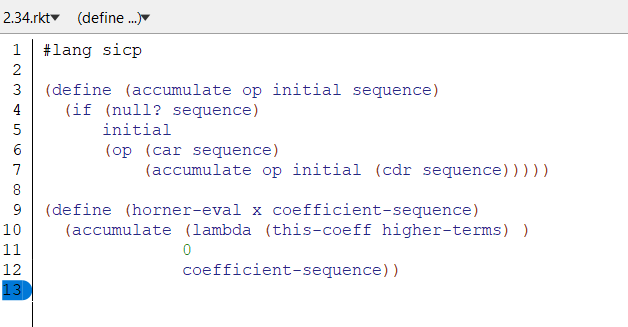 2.34.rkt▾ (define ...)▾
1 #lang sicp
2
3 (define (accumulate op initial sequence)
4   (if (null? sequence)
5       initial
6       (op (car sequence)
7           (accumulate op initial (cdr sequence)))))
8
9 (define (horner-eval x coefficient-sequence)
10   (accumulate (lambda (this-coeff higher-terms) )
11               0
12               coefficient-sequence))
13